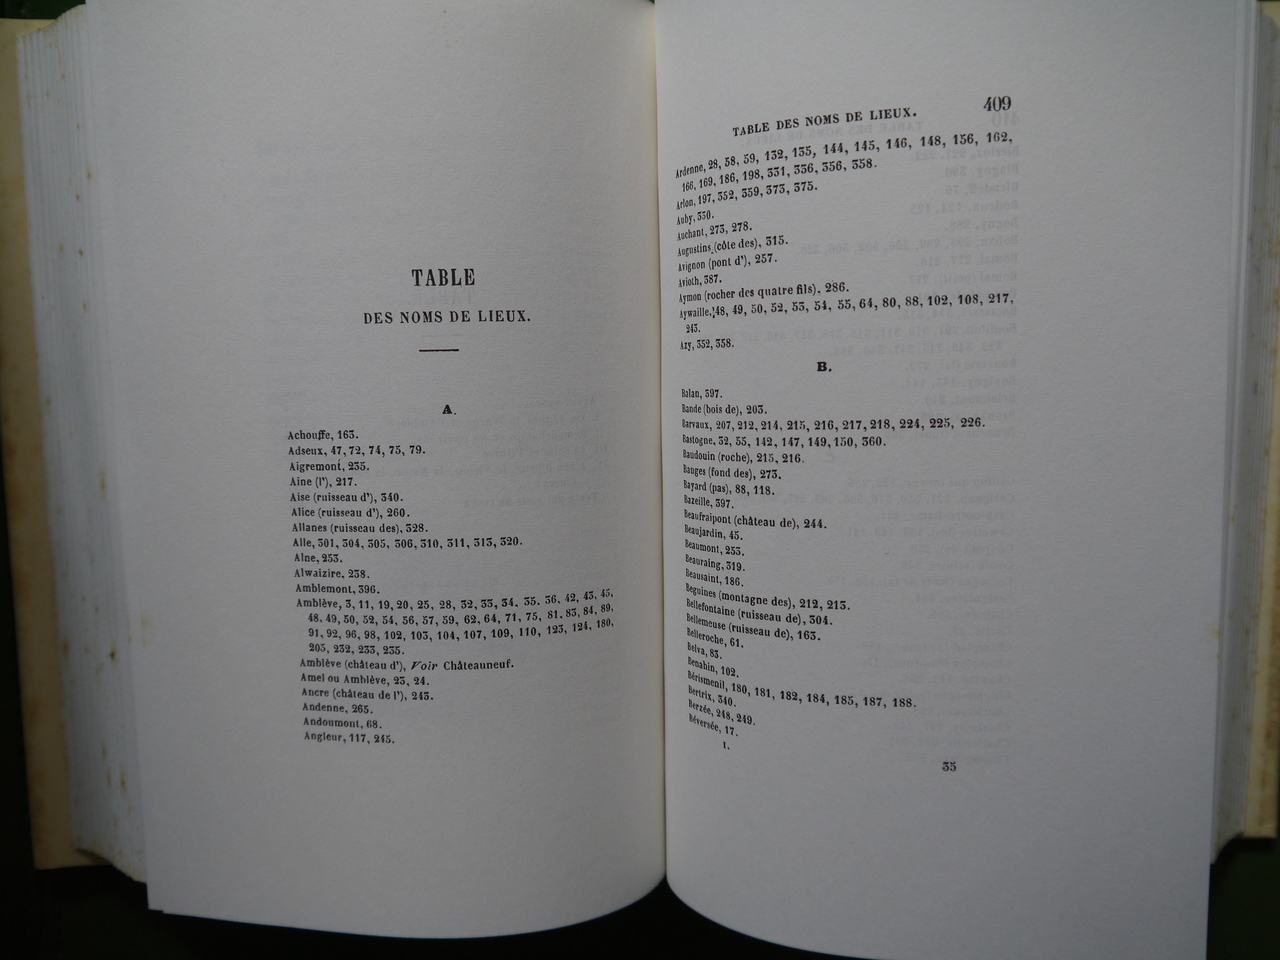 TABLE
DES NOMS DE LIEUX.
A.
Achouffe, 163.
Adseux, 47, 72, 74, 75, 79.
Aigremont, 235.
Aine (l'), 217.
Aise (ruisseau d'), 340.
Alice (ruisseau d'), 260.
Allanes (ruisseau des), 328.
Alle, 301, 304, 305, 306, 310, 311, 313, 320.
Alne, 253.
Alwaizire, 238.
Amblemont, 396.
Amblève, 3, 11, 19, 20, 25, 28, 32, 33, 34. 35. 36, 42, 43, 45,
48. 49, 50, 52, 54, 56, 57, 59, 62, 64, 71, 75, 81. 83, 84, 89,
91, 92, 96, 98, 102, 103, 104, 107, 109, 110, 123, 124, 180,
203, 232, 233, 235.
Amblève (château d'), Voir Châteauneuf.
Amel ou Amblève, 23, 24.
Ancre (château de l'), 243.
Andenne, 265.
Andoumont, 68.
Angleur, 117, 245.
TABLE DES NOMS DE LIEUX. 409
Ardenne, 28, 58, 59, 132, 135, 144, 145, 146, 148, 156, 162,
166, 169, 186, 198, 331, 336, 356, 358.
Arlon, 197, 352, 359, 373, 375.
Auby, 330.
Auchant, 273, 278.
Augustins (côte des), 315.
Avignon (pont d'), 257.
Avioth, 387.
Aymon (rocher des quatre fils), 286.
Aywaille, 48, 49, 50, 52, 53, 54, 55, 64, 80, 88, 102, 108, 217,
243.
Azy, 352, 358.
B.
Balan, 397.
Bande (bois de), 203.
Barvaux, 207, 212, 214, 215, 216, 217, 218, 224, 225, 226.
Bastogne, 32, 55, 142, 147, 149, 150, 360.
Baudouin (roche), 215, 216.
Bauges (fond des), 273.
Bayard (pas), 88, 118.
Bazeille, 397.
Beaufraipont (château de), 244.
Beaujardin, 45.
Beaumont, 253.
Beauraing, 319.
Beausaint, 186.
Beguines (montagne des), 212, 213.
Bellefontaine (ruisseau de), 304.
Bellemeuse (ruisseau de), 163.
Belleroche, 61.
Belva, 83.
Benabin, 102.
Bérismenil, 180, 181, 182, 184, 185, 187, 188.
Bertrix, 340.
Berzée, 248, 249.
Béversée, 17.
I.
35